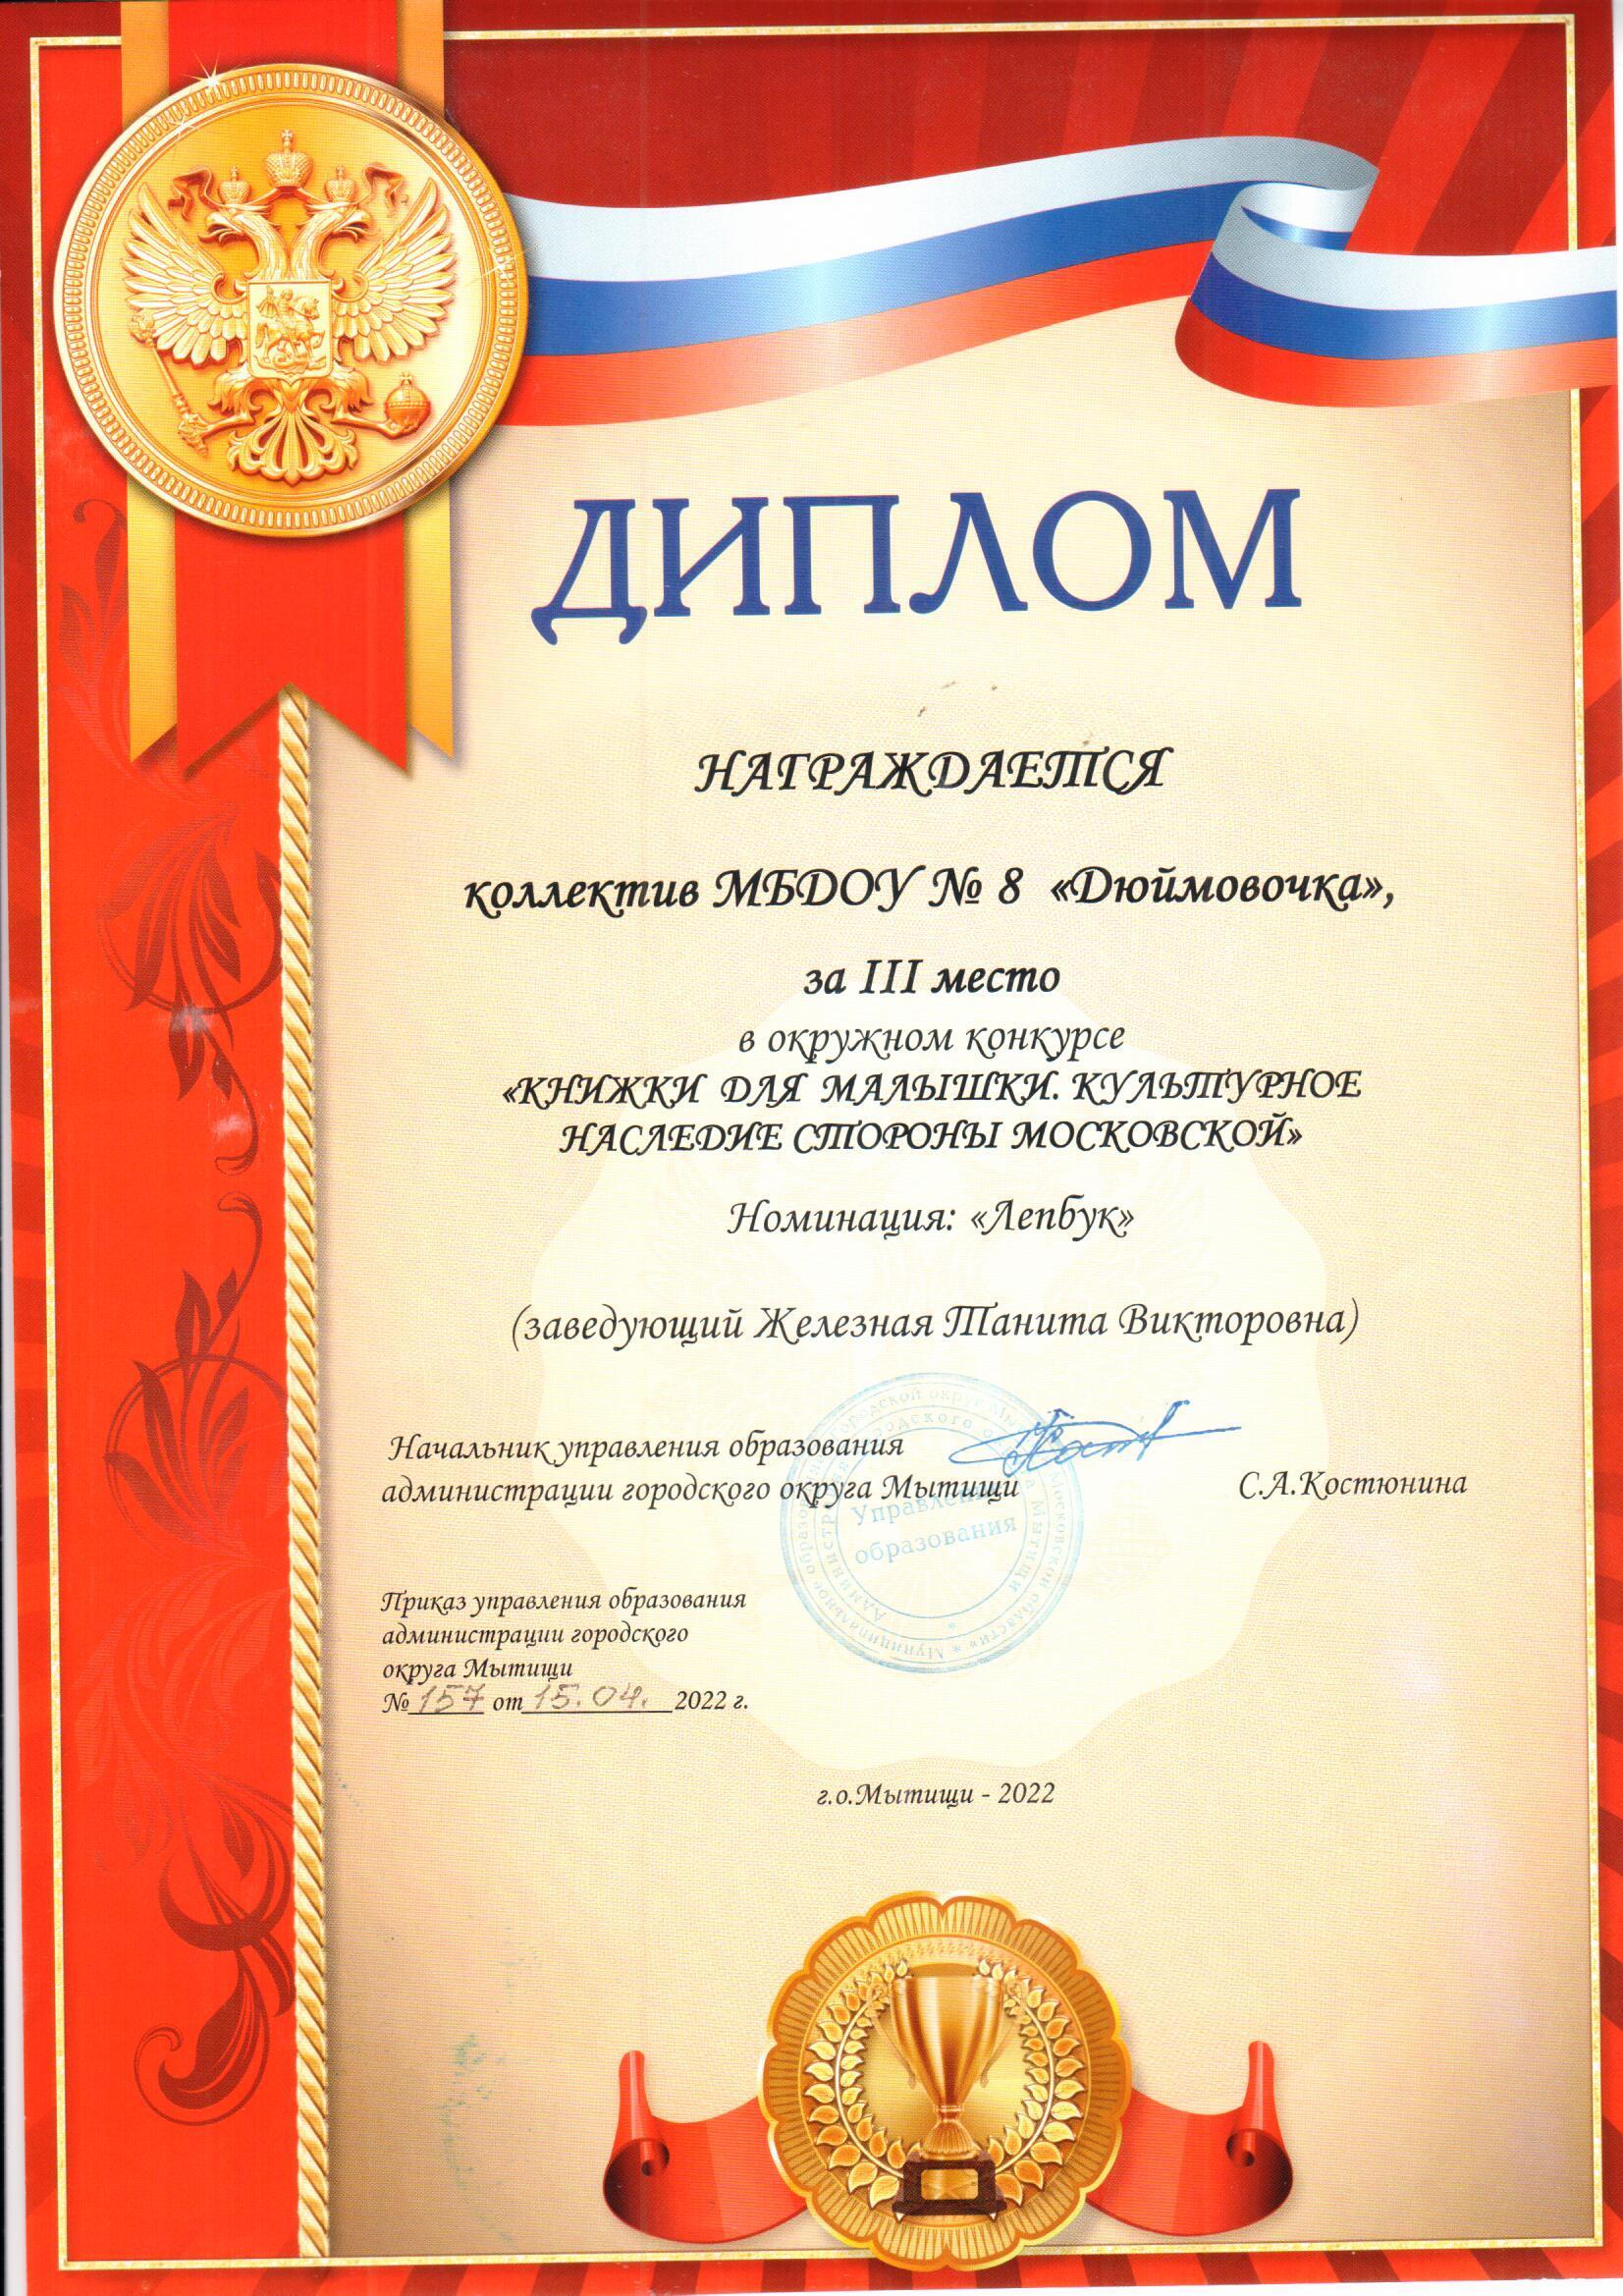 ДИПЛОМ
НАГРАЖДАЕТСЯ
коллектив МБДОУ № 8 «Дюймовочка»,
за III место
в окружном конкурсе
«КНИЖКИ ДЛЯ МАЛЫШКИ. КУЛЬТУРНОЕ
НАСЛЕДИЕ СТОРОНЫ МОСКОВСКОЙ»
Номинация: «Лепбук»
(заведующий Железная Танита Викторовна)
Начальник управления образования
администрации городского округа Мытищи
С.А.Костюнина
Управление
образования
Приказ управления образования
администрации городского
округа Мытищи
№ 157 от 15.04. 2022 г.
г.о.Мытищи - 2022